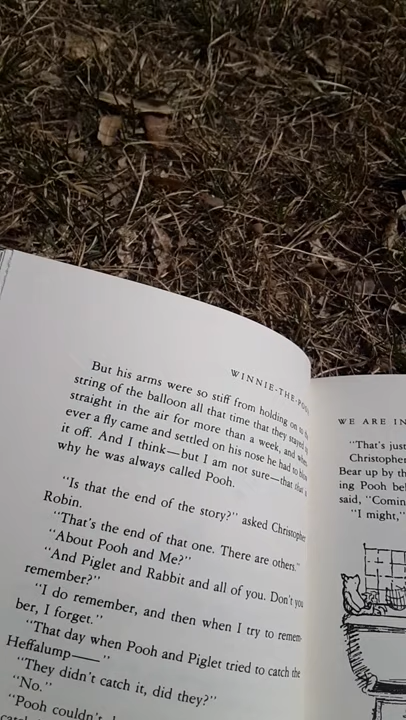 WINNIE-THE-POOH
But his arms were so stiff from holding on to
string of the balloon all that time that they stayed
straight in the air for more than a week, and when
ever a fly came and settled on his nose he had to blow
it off. And I think—but I am not sure—that that
why he was always called Pooh.
"Is that the end of the story?" asked Christopher
Robin.
"That's the end of that one. There are others."
"About Pooh and Me?"
"And Piglet and Rabbit and all of you. Don't you
remember?"
"I do remember, and then when I try to remem-
ber, I forget."
"That day when Pooh and Piglet tried to catch the
Heffalump—"
"They didn't catch it, did they?"
"No."
"Pooh couldn't
WE ARE IN
"That's just
Christopher
Bear up by th
ing Pooh be
said, "Comin
"I might,"